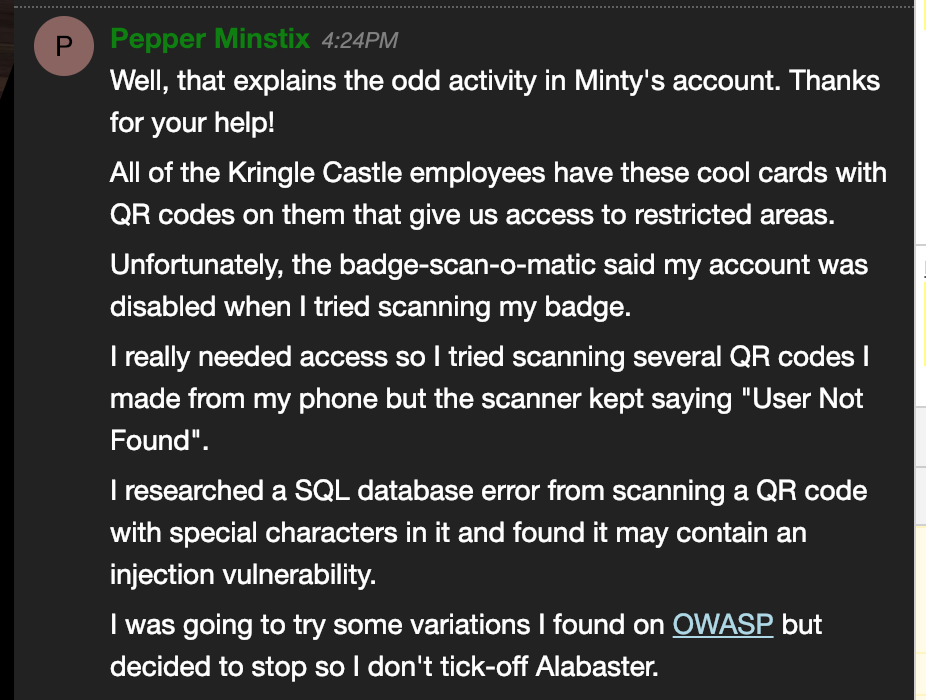 P
Pepper Minstix 4:24PM
Well, that explains the odd activity in Minty's account. Thanks
for your help!
All of the Kringle Castle employees have these cool cards with
QR codes on them that give us access to restricted areas.
Unfortunately, the badge-scan-o-matic said my account was
disabled when I tried scanning my badge.
I really needed access so I tried scanning several QR codes I
made from my phone but the scanner kept saying "User Not
Found".
I researched a SQL database error from scanning a QR code
with special characters in it and found it may contain an
injection vulnerability.
I was going to try some variations I found on OWASP but
decided to stop so I don't tick-off Alabaster.